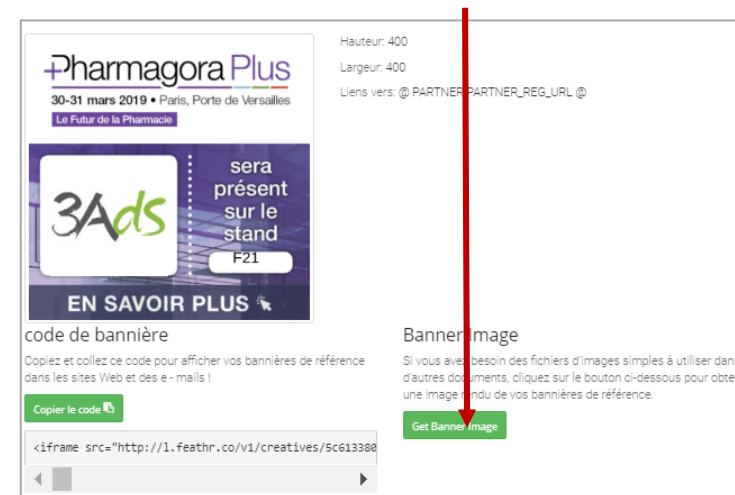 Hauteur: 400
Largeur: 400
Liens vers: @ PARTNER.PARTNER_REG_URL @
Pharmagora Plus
30-31 mars 2019 • Paris, Porte de Versailles
Le Futur de la Pharmacie
3Ads
sera
présent
sur le
stand
F21
EN SAVOIR PLUS
code de bannière
Copiez et collez ce code pour afficher vos bannières de référence
dans les sites Web et des e - mails !
Copier le code
<iframe src="http://l.feathr.co/v1/creatives/5c613380
Banner Image
Si vous avez besoin des fichiers d'images simples à utiliser dans
d'autres documents, cliquez sur le bouton ci-dessous pour obte
une image rendu de vos bannières de référence.
Get Banner Image